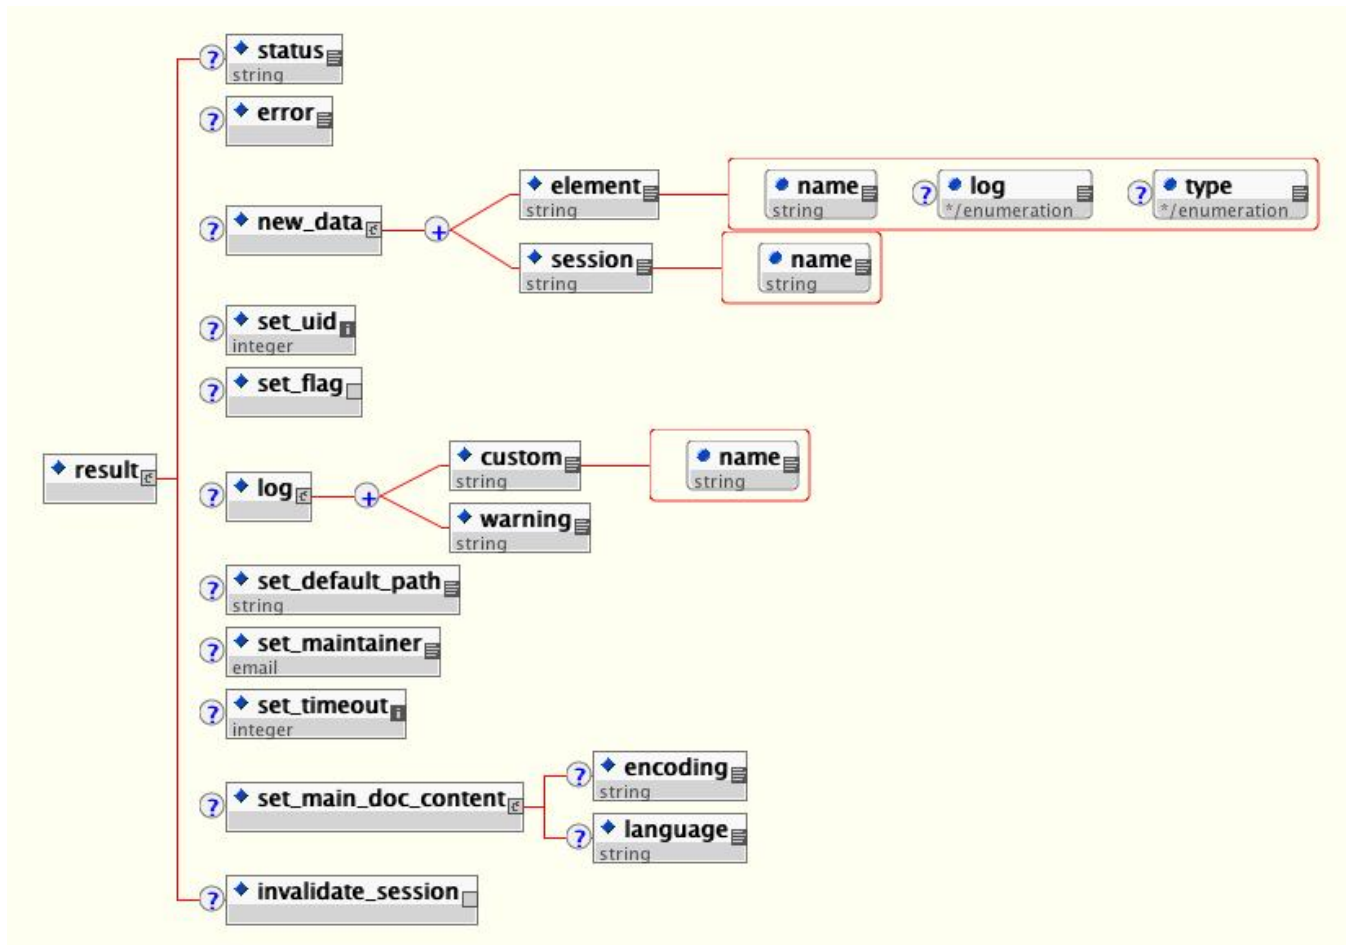 ? status
string
? error
? new_data
+
element
string
name
string
? log
*/enumeration
? type
*/enumeration
session
string
name
string
? set_uid
integer
? set_flag
result
? log
+
custom
string
name
string
warning
string
? set_default_path
string
? set_maintainer
email
? set_timeout
integer
? set_main_doc_content
? encoding
string
? language
string
? invalidate_session